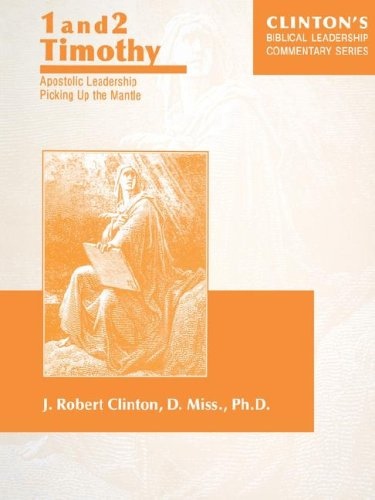 1 and 2
Timothy
Apostolic Leadership
Picking Up the Mantle
CLINTON'S
BIBLICAL LEADERSHIP
COMMENTARY SERIES
J. Robert Clinton, D. Miss., Ph.D.